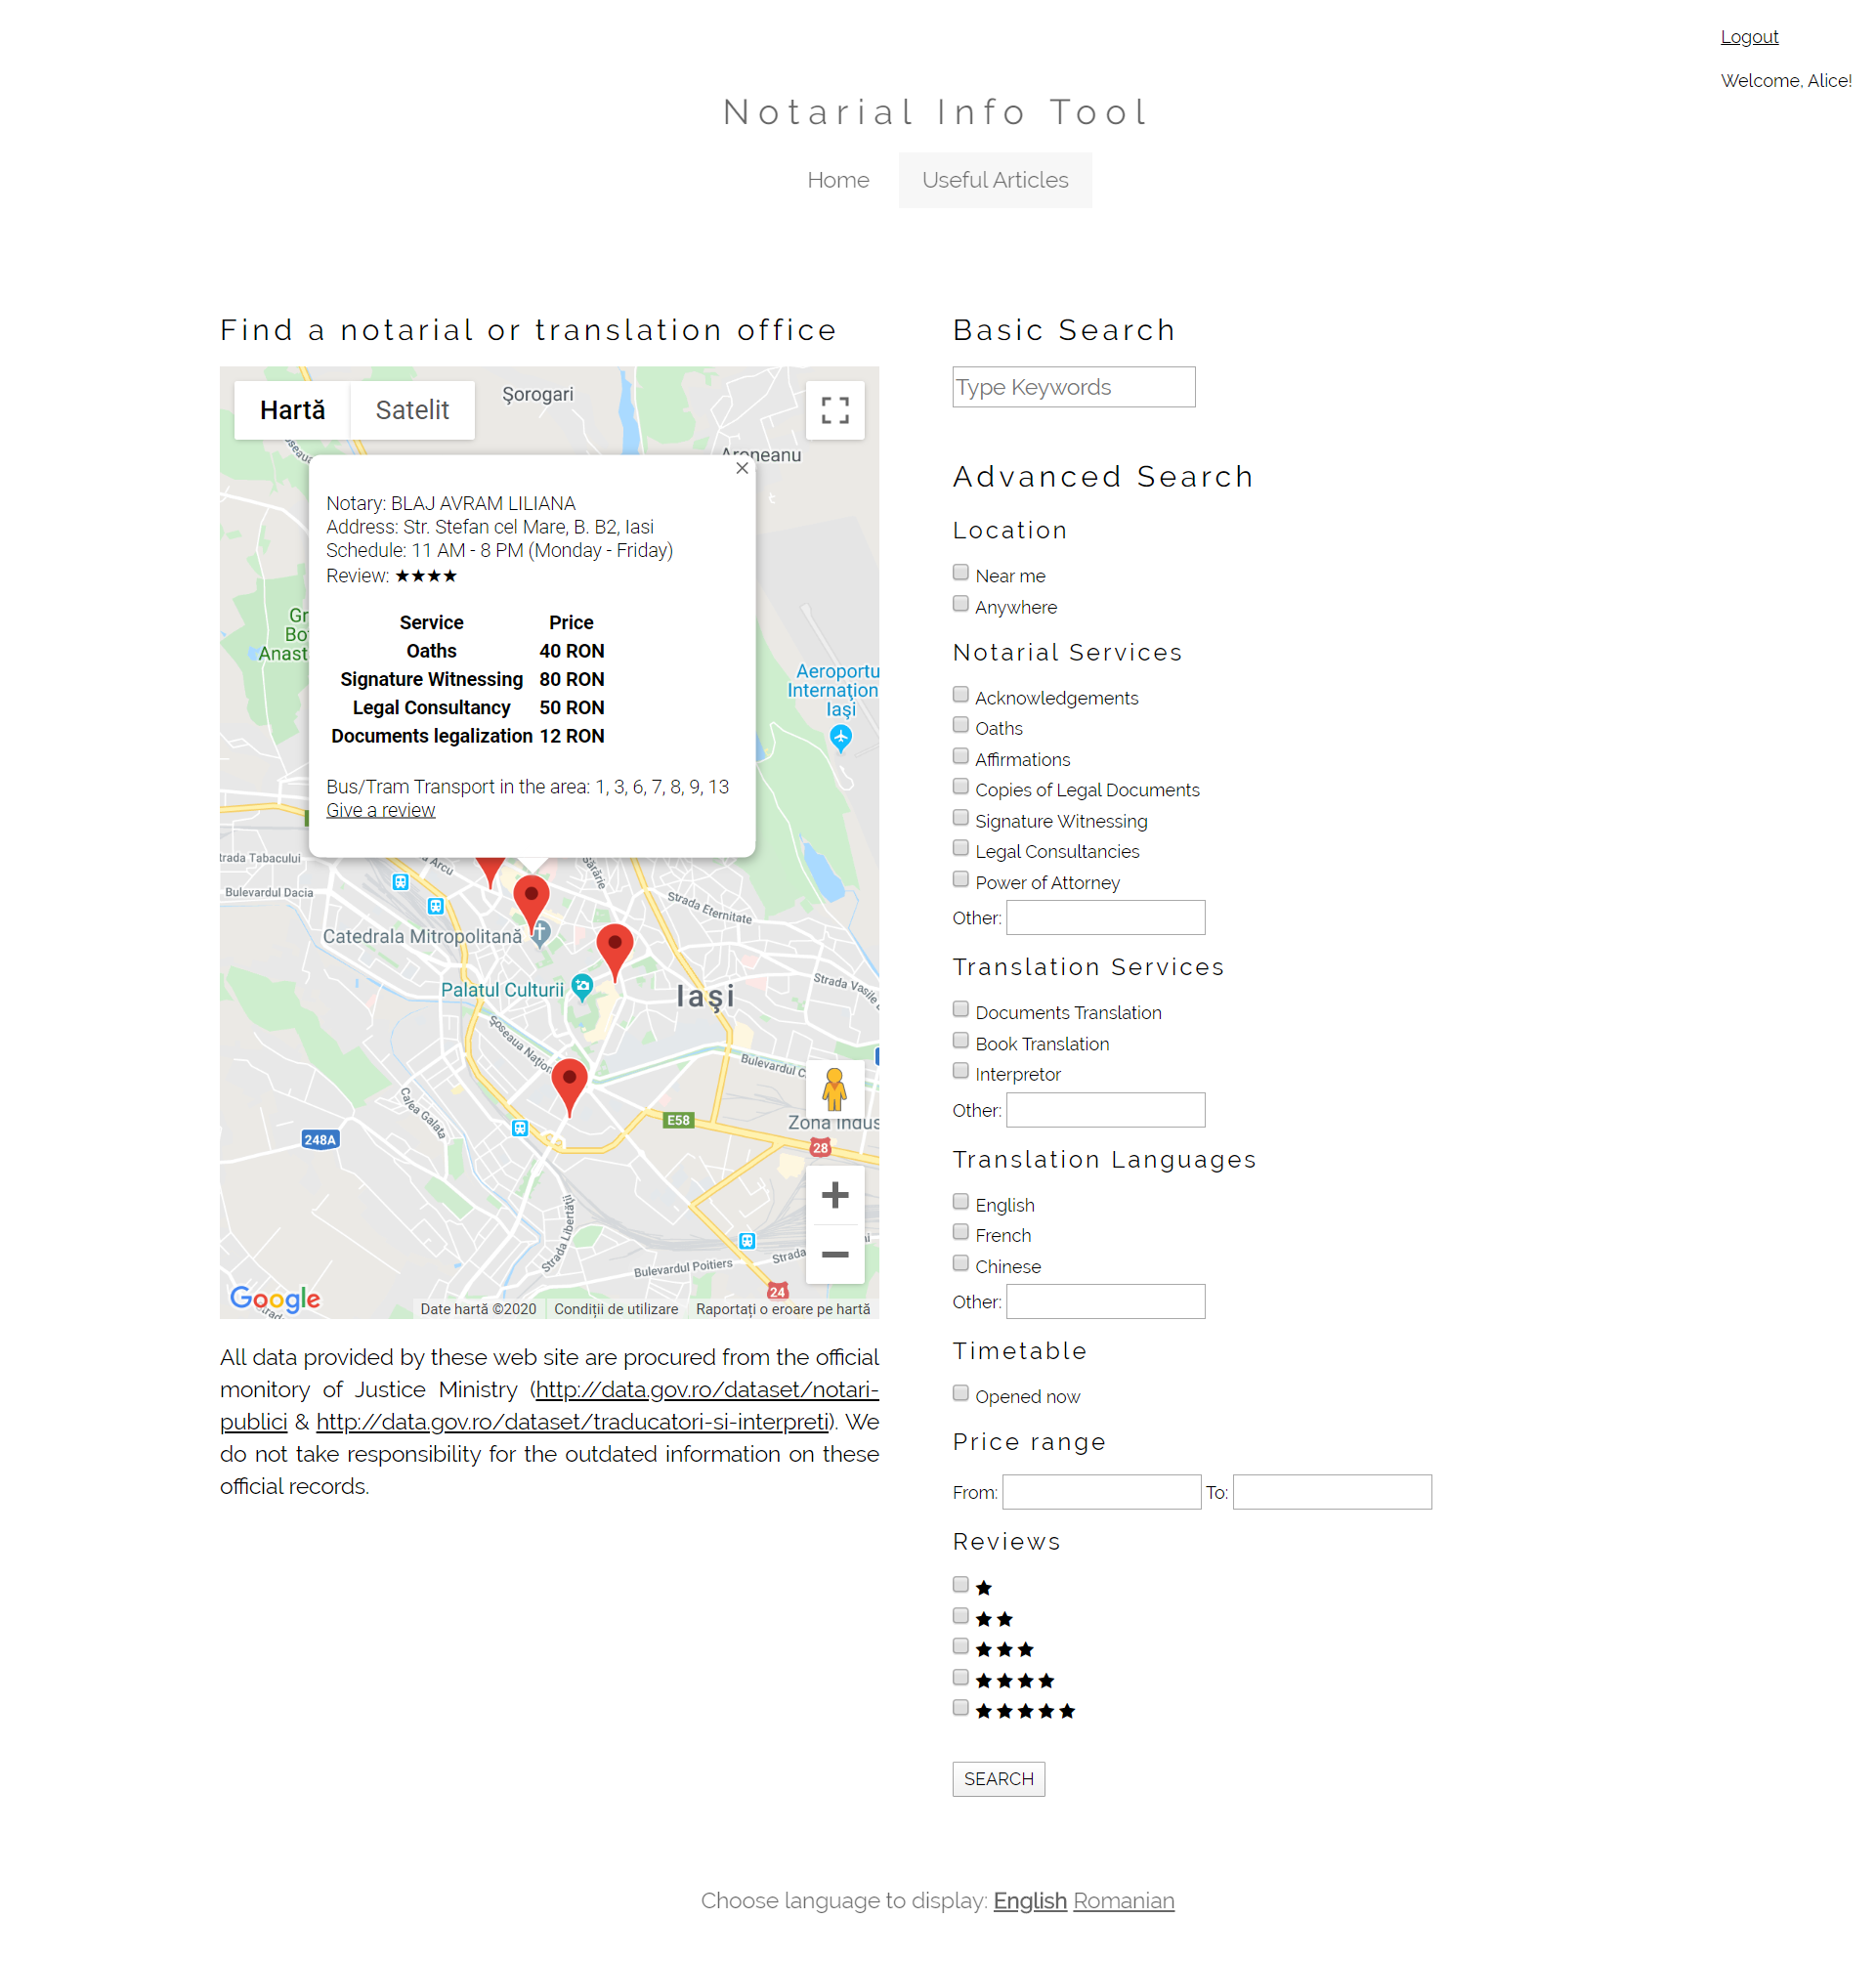 Logout
Welcome, Alice!
Notarial Info Tool
Home Useful Articles
Find a notarial or translation office
Hartă Satelit
Şorogari
Notary: BLAJ AVRAM LILIANA
Address: Str. Stefan cel Mare, B. B2, Iasi
Schedule: 11 AM - 8 PM (Monday - Friday)
Review: ★★★★
Service Price
Oaths 40 RON
Signature Witnessing 80 RON
Legal Consultancy 50 RON
Documents legalization 12 RON
Bus/Tram Transport in the area: 1, 3, 6, 7, 8, 9, 13
Give a review
Aeroportu
Internaţion
Iaşi
trada Tabacului
Arcu
Sărărie
Bulevardul Dacia
Strada Eternitate
Catedrala Mitropolitană
Palatul Culturii
Iaşi
Strada Vasile
Şoseaua Națion
Bulevardul C
Calea Galata
E58
Zona Indus
248A
28
Strada Libertăţii
Strada
Bulevardul Poitiers
24
Google
Date hartă ©2020 Condiții de utilizare Raportați o eroare pe hartă
All data provided by these web site are procured from the official
monitory of Justice Ministry (http://data.gov.ro/dataset/notari-
publici & http://data.gov.ro/dataset/traducatori-si-interpreti). We
do not take responsibility for the outdated information on these
official records.
Basic Search
Type Keywords
Advanced Search
Location
Near me
Anywhere
Notarial Services
Acknowledgements
Oaths
Affirmations
Copies of Legal Documents
Signature Witnessing
Legal Consultancies
Power of Attorney
Other:
Translation Services
Documents Translation
Book Translation
Interpretor
Other:
Translation Languages
English
French
Chinese
Other:
Timetable
Opened now
Price range
From: To:
Reviews
★
★★
★★★
★★★★
★★★★★
SEARCH
Choose language to display: English Romanian